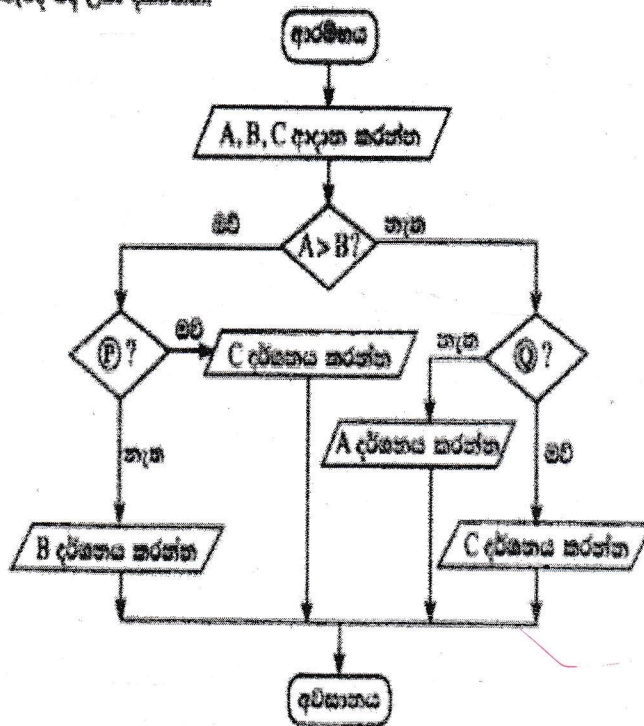 ආරම්භය
A, B, C ආදාන කරන්න
ඔව්
A > B?
නැත
P ?
ඔව්
C දර්ශනය කරන්න
නැත
Q ?
A දර්ශනය කරන්න
නැත
ඔව්
B දර්ශනය කරන්න
C දර්ශනය කරන්න
අවසානය